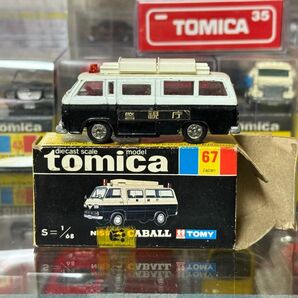 35
TOMICA
警視庁
diecast scale model
tomica
67
S=1/68
CABALL
TOMY